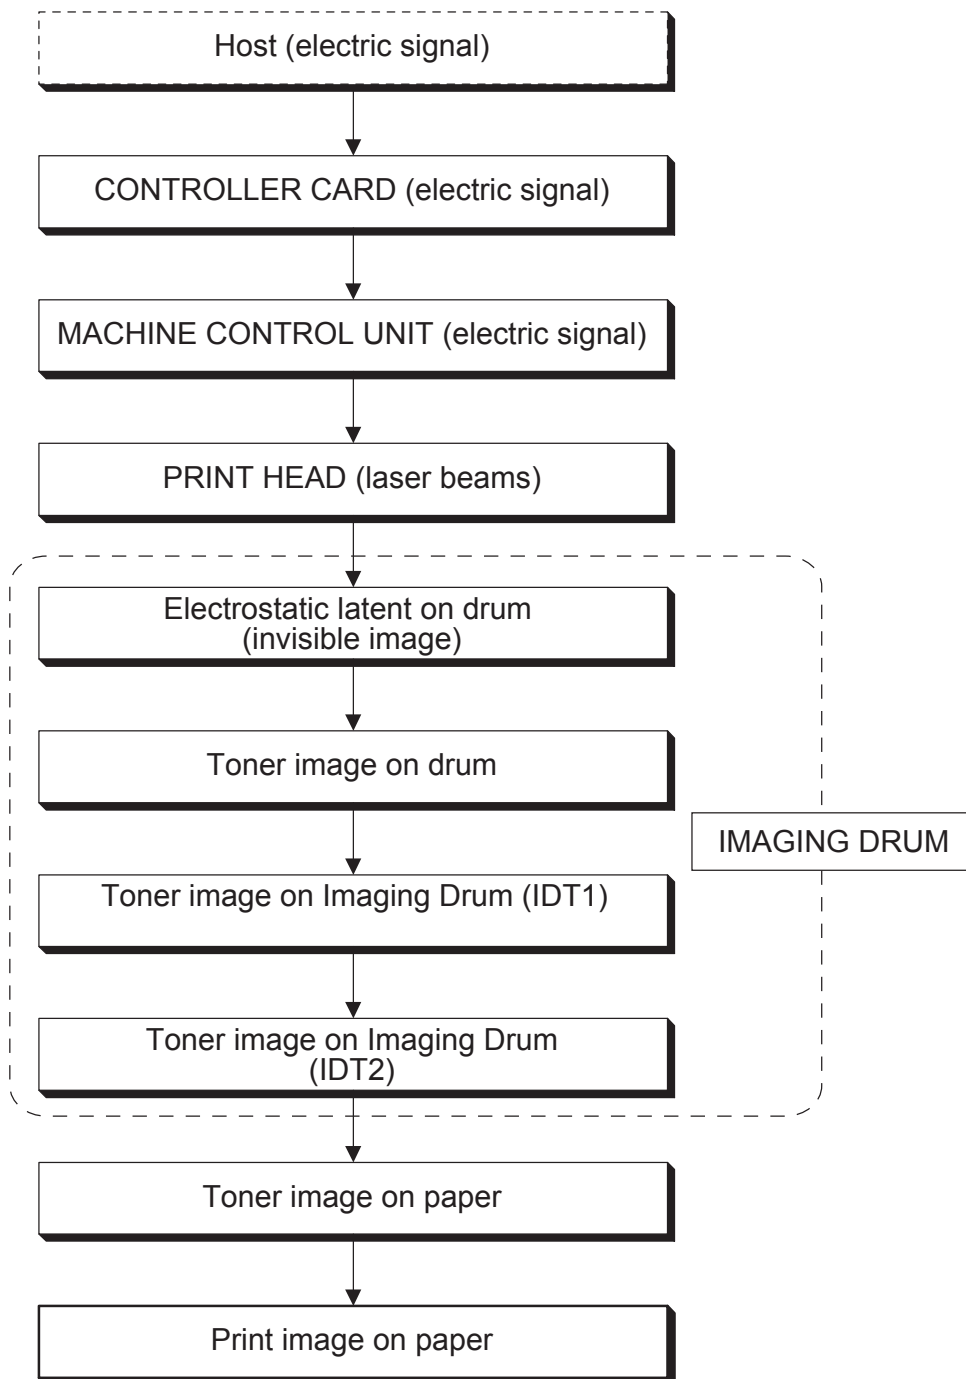 Host (electric signal)
CONTROLLER CARD (electric signal)
MACHINE CONTROL UNIT (electric signal)
PRINT HEAD (laser beams)
Electrostatic latent on drum
(invisible image)
Toner image on drum
IMAGING DRUM
Toner image on Imaging Drum (IDT1)
Toner image on Imaging Drum
(IDT2)
Toner image on paper
Print image on paper